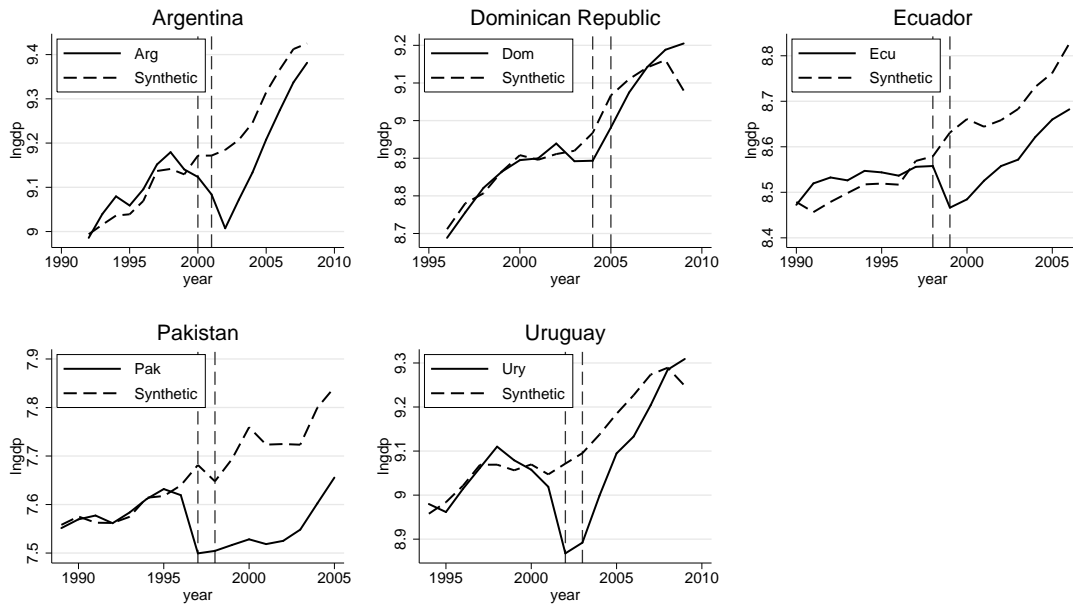 Argentina
Arg
Synthetic
lngdp
9.4
9.3
9.2
9.1
9
1990 1995 2000 2005 2010
year
Dominican Republic
Dom
Synthetic
lngdp
9.2
9.1
9
8.9
8.8
8.7
1995 2000 2005 2010
year
Ecuador
Ecu
Synthetic
lngdp
8.8
8.7
8.6
8.5
8.4
1990 1995 2000 2005
year
Pakistan
Pak
Synthetic
lngdp
7.9
7.8
7.7
7.6
7.5
1990 1995 2000 2005
year
Uruguay
Ury
Synthetic
lngdp
9.3
9.2
9.1
9
8.9
1995 2000 2005 2010
year